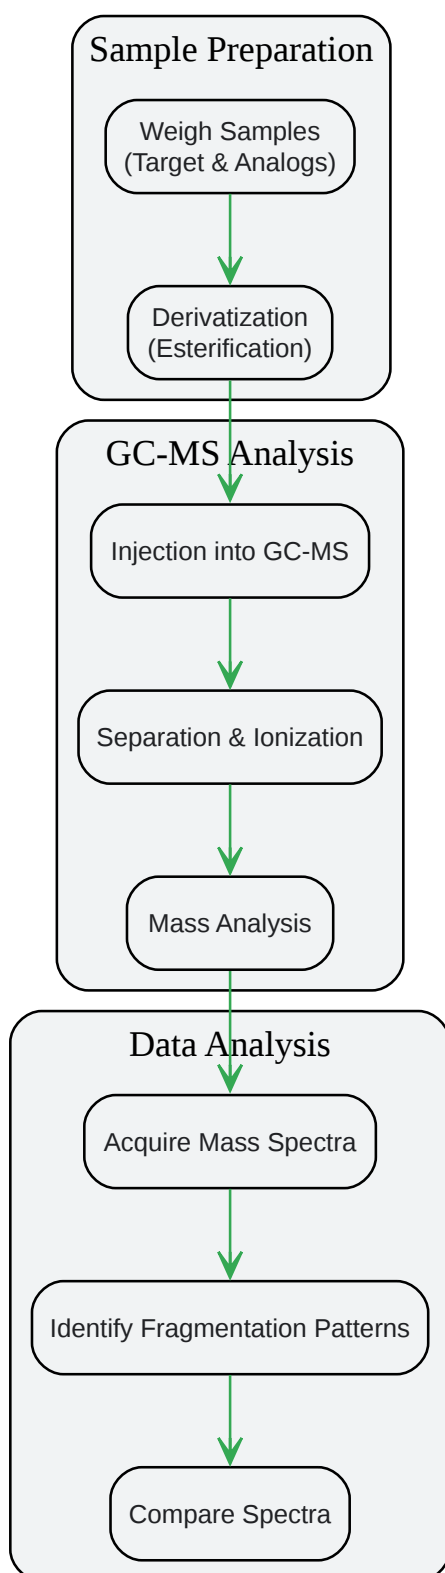 Sample Preparation
Weigh Samples
(Target & Analogs)
Derivatization
(Esterification)
GC-MS Analysis
Injection into GC-MS
Separation & Ionization
Mass Analysis
Data Analysis
Acquire Mass Spectra
Identify Fragmentation Patterns
Compare Spectra